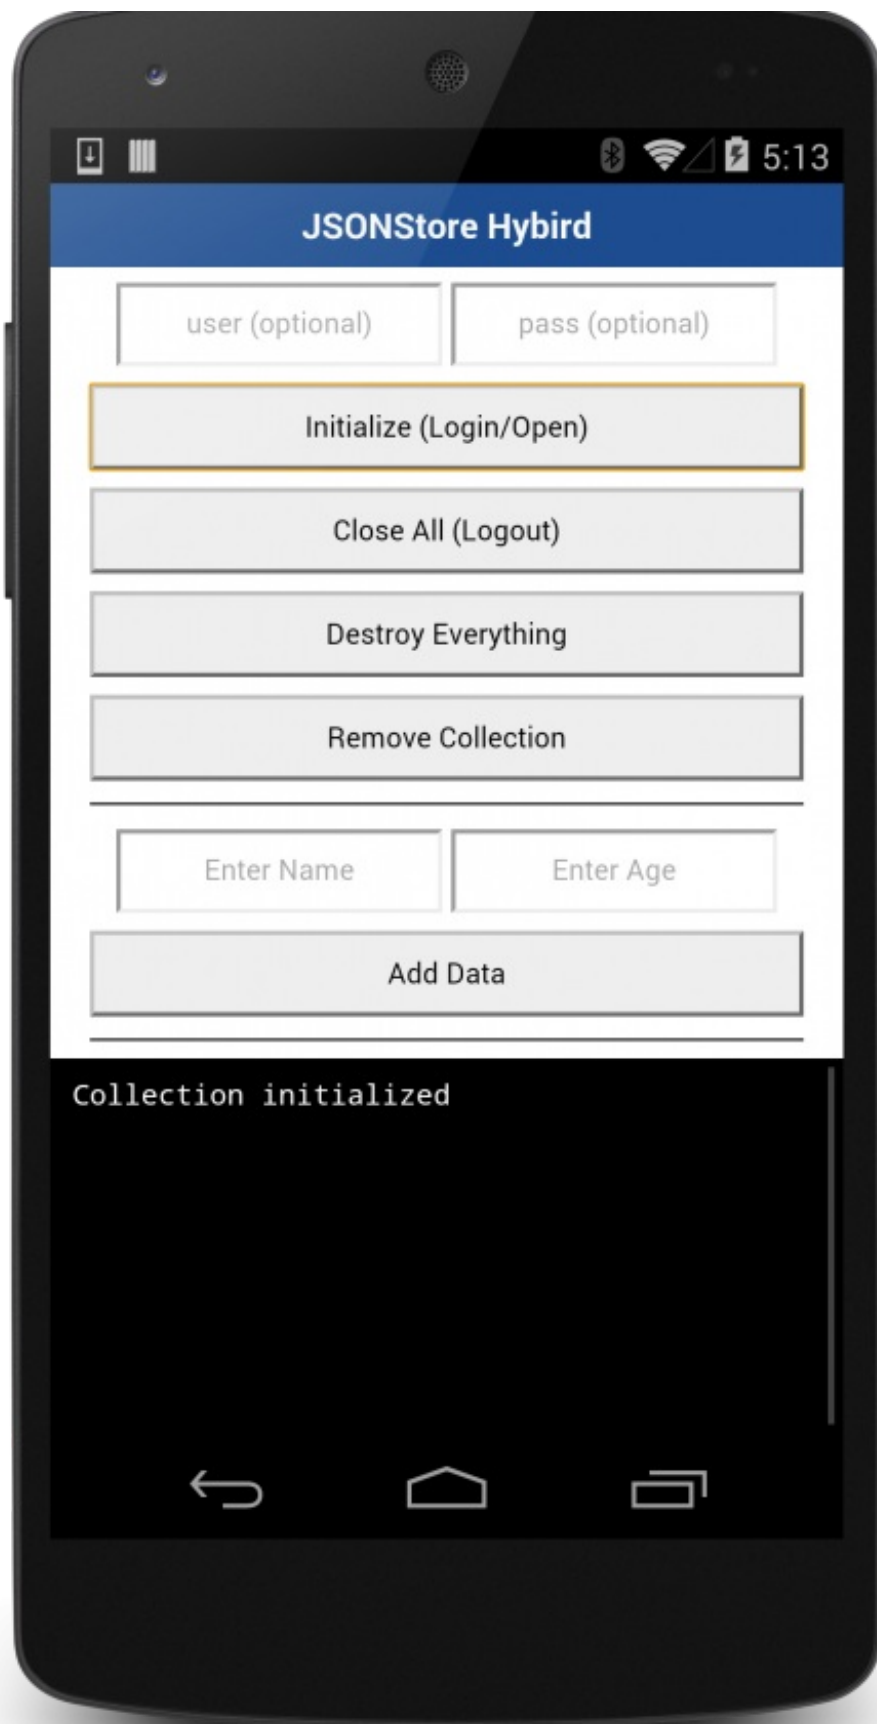 5:13
JSONStore Hybird
user (optional) pass (optional)
Initialize (Login/Open)
Close All (Logout)
Destroy Everything
Remove Collection
Enter Name Enter Age
Add Data
Collection initialized